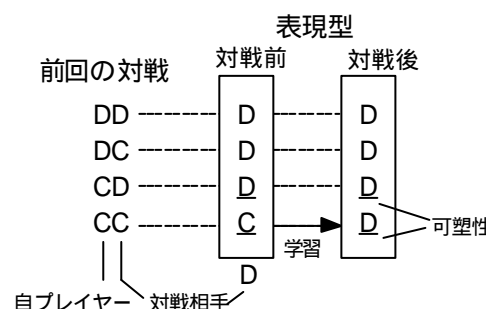 表現型
前回の対戦 対戦前 対戦後
DD D D
DC D D
CD D D
CC C D
学習
可塑性
D
自プレイヤー 対戦相手